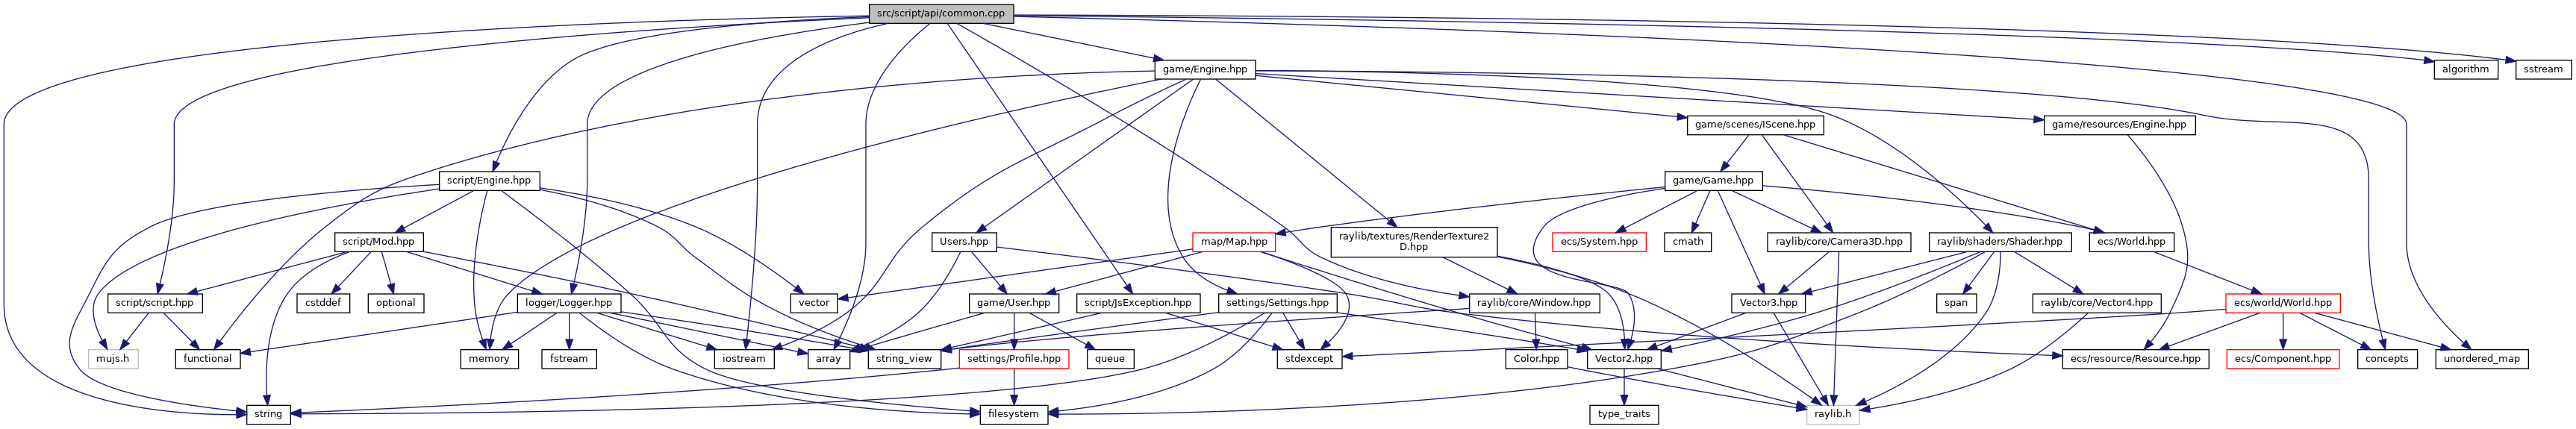 src/script/api/common.cpp
game/Engine.hpp
algorithm
sstream
game/scenes/IScene.hpp
game/resources/Engine.hpp
script/Engine.hpp
game/Game.hpp
script/Mod.hpp
Users.hpp
map/Map.hpp
raylib/textures/RenderTexture2
D.hpp
ecs/System.hpp
cmath
raylib/core/Camera3D.hpp
raylib/shaders/Shader.hpp
ecs/World.hpp
script/script.hpp
cstddef
optional
logger/Logger.hpp
vector
game/User.hpp
script/JsException.hpp
settings/Settings.hpp
raylib/core/Window.hpp
Vector3.hpp
span
raylib/core/Vector4.hpp
ecs/world/World.hpp
mujs.h
functional
memory
fstream
iostream
array
string_view
settings/Profile.hpp
queue
stdexcept
Color.hpp
Vector2.hpp
ecs/resource/Resource.hpp
ecs/Component.hpp
concepts
unordered_map
string
filesystem
type_traits
raylib.h